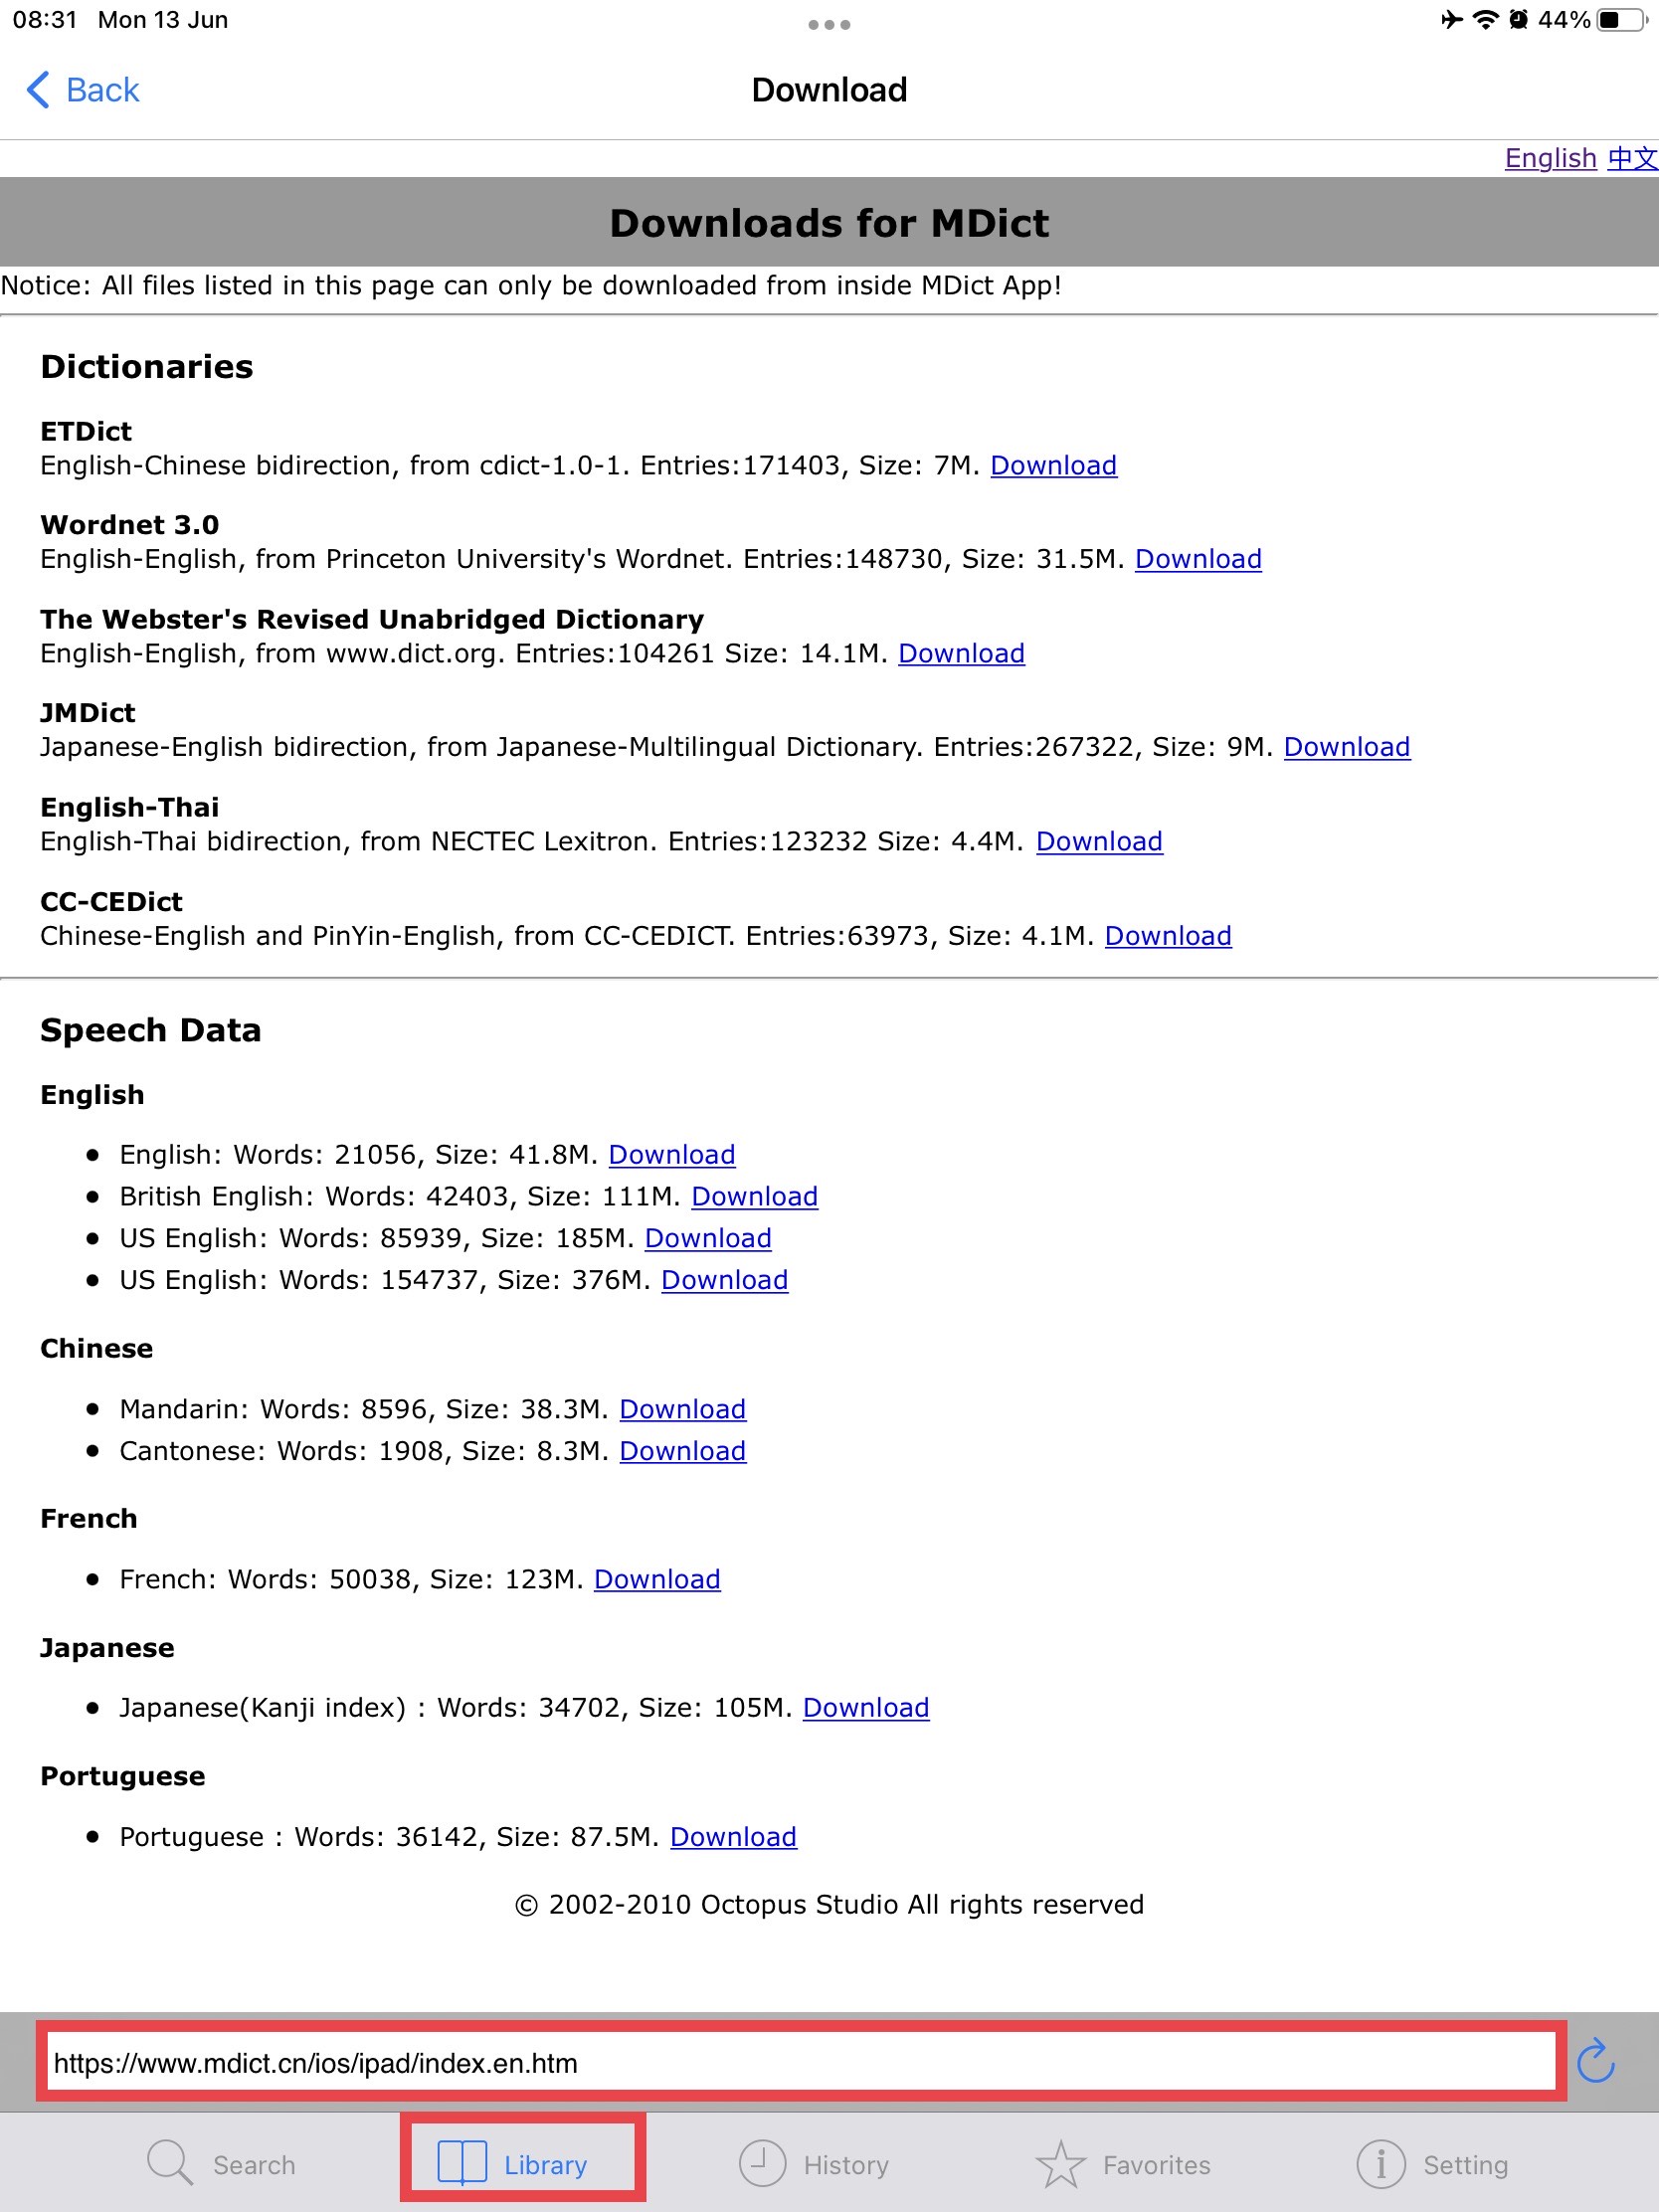 08:31 Mon 13 Jun
44%
Back
Download
English 中文
Downloads for MDict
Notice: All files listed in this page can only be downloaded from inside MDict App!
Dictionaries
ETDict
English-Chinese bidirection, from cdict-1.0-1. Entries:171403, Size: 7M. Download
Wordnet 3.0
English-English, from Princeton University's Wordnet. Entries:148730, Size: 31.5M. Download
The Webster's Revised Unabridged Dictionary
English-English, from www.dict.org. Entries:104261 Size: 14.1M. Download
JMDict
Japanese-English bidirection, from Japanese-Multilingual Dictionary. Entries:267322, Size: 9M. Download
English-Thai
English-Thai bidirection, from NECTEC Lexitron. Entries:123232 Size: 4.4M. Download
CC-CEDict
Chinese-English and PinYin-English, from CC-CEDICT. Entries:63973, Size: 4.1M. Download
Speech Data
English
English: Words: 21056, Size: 41.8M. Download
British English: Words: 42403, Size: 111M. Download
US English: Words: 85939, Size: 185M. Download
US English: Words: 154737, Size: 376M. Download
Chinese
Mandarin: Words: 8596, Size: 38.3M. Download
Cantonese: Words: 1908, Size: 8.3M. Download
French
French: Words: 50038, Size: 123M. Download
Japanese
Japanese(Kanji index) : Words: 34702, Size: 105M. Download
Portuguese
Portuguese : Words: 36142, Size: 87.5M. Download
© 2002-2010 Octopus Studio All rights reserved
https://www.mdict.cn/ios/ipad/index.en.htm
Search
Library
History
Favorites
Setting